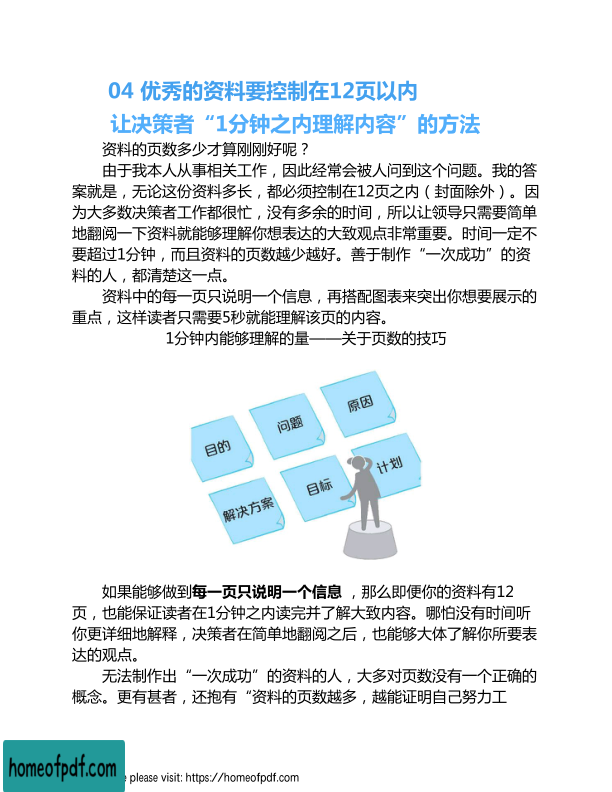 04 优秀的资料要控制在12页以内
让决策者“1分钟之内理解内容”的方法
资料的页数多少才算刚刚好呢？
由于我本人从事相关工作，因此经常会被人问到这个问题。我的答
案就是，无论这份资料多长，都必须控制在12页之内（封面除外）。因
为大多数决策者工作都很忙，没有多余的时间，所以让领导只需要简单
地翻阅一下资料就能够理解你想表达的大致观点非常重要。时间一定不
要超过1分钟，而且资料的页数越少越好。善于制作“一次成功”的资
料的人，都清楚这一点。
资料中的每一页只说明一个信息，再搭配图表来突出你想要展示的
重点，这样读者只需要5秒就能理解该页的内容。
1分钟内能够理解的量——关于页数的技巧
目的
问题
原因
解决方案
目标
计划
如果能够做到每一页只说明一个信息，那么即便你的资料有12
页，也能保证读者在1分钟之内读完并了解大致内容。哪怕没有时间听
你更详细地解释，决策者在简单地翻阅之后，也能够大体了解你所要表
达的观点。
无法制作出“一次成功”的资料的人，大多对页数没有一个正确的
概念。更有甚者，还抱有“资料的页数越多，越能证明自己努力工
homeofpdf.com
please visit: https://homeofpdf.com